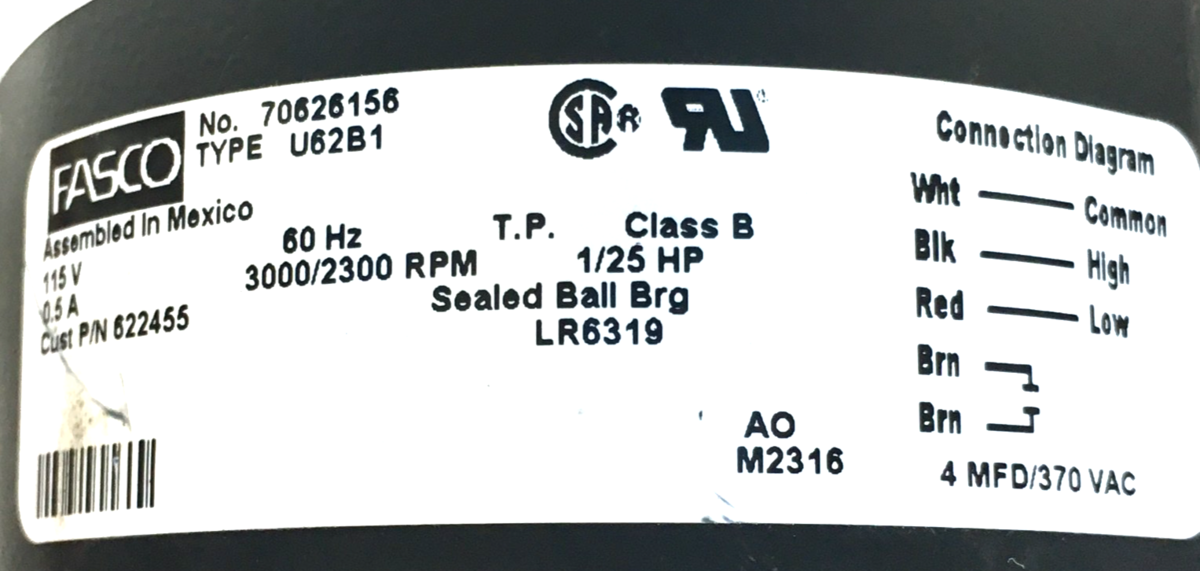 FASCO
No. 70626156
TYPE U62B1
Assembled In Mexico
115 V
0.5 A
Cust P/N 622455
60 Hz
3000/2300 RPM
T.P. Class B
1/25 HP
Sealed Ball Brg
LR6319
AO
M2316
Connection Diagram
Wht Common
Blk High
Red Low
Brn
Brn
4 MFD/370 VAC